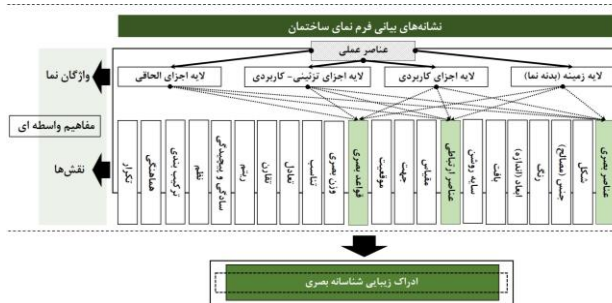 نشانه‌های بیانی فرم نمای ساختمان
عناصر عملی
واژگان نما
لایه زمینه (بدنه نما)
لایه اجزای کاربردی
لایه اجزای تزئینی- کاربردی
لایه اجزای الحاقی
مفاهیم واسطه ای
نقش‌ها
عناصر بصری
شکل
جنس (مصالح)
رنگ
ابعاد (اندازه)
بافت
سایه روشن
عناصر ارتباطی
مقیاس
جهت
موقعیت
قواعد بصری
وزن بصری
تناسب
تعادل
تقارن
ریتم
سادگی و پیچیدگی
نظم
ترکیب بندی
هماهنگی
تکرار
ادراک زیبایی شناسانه بصری